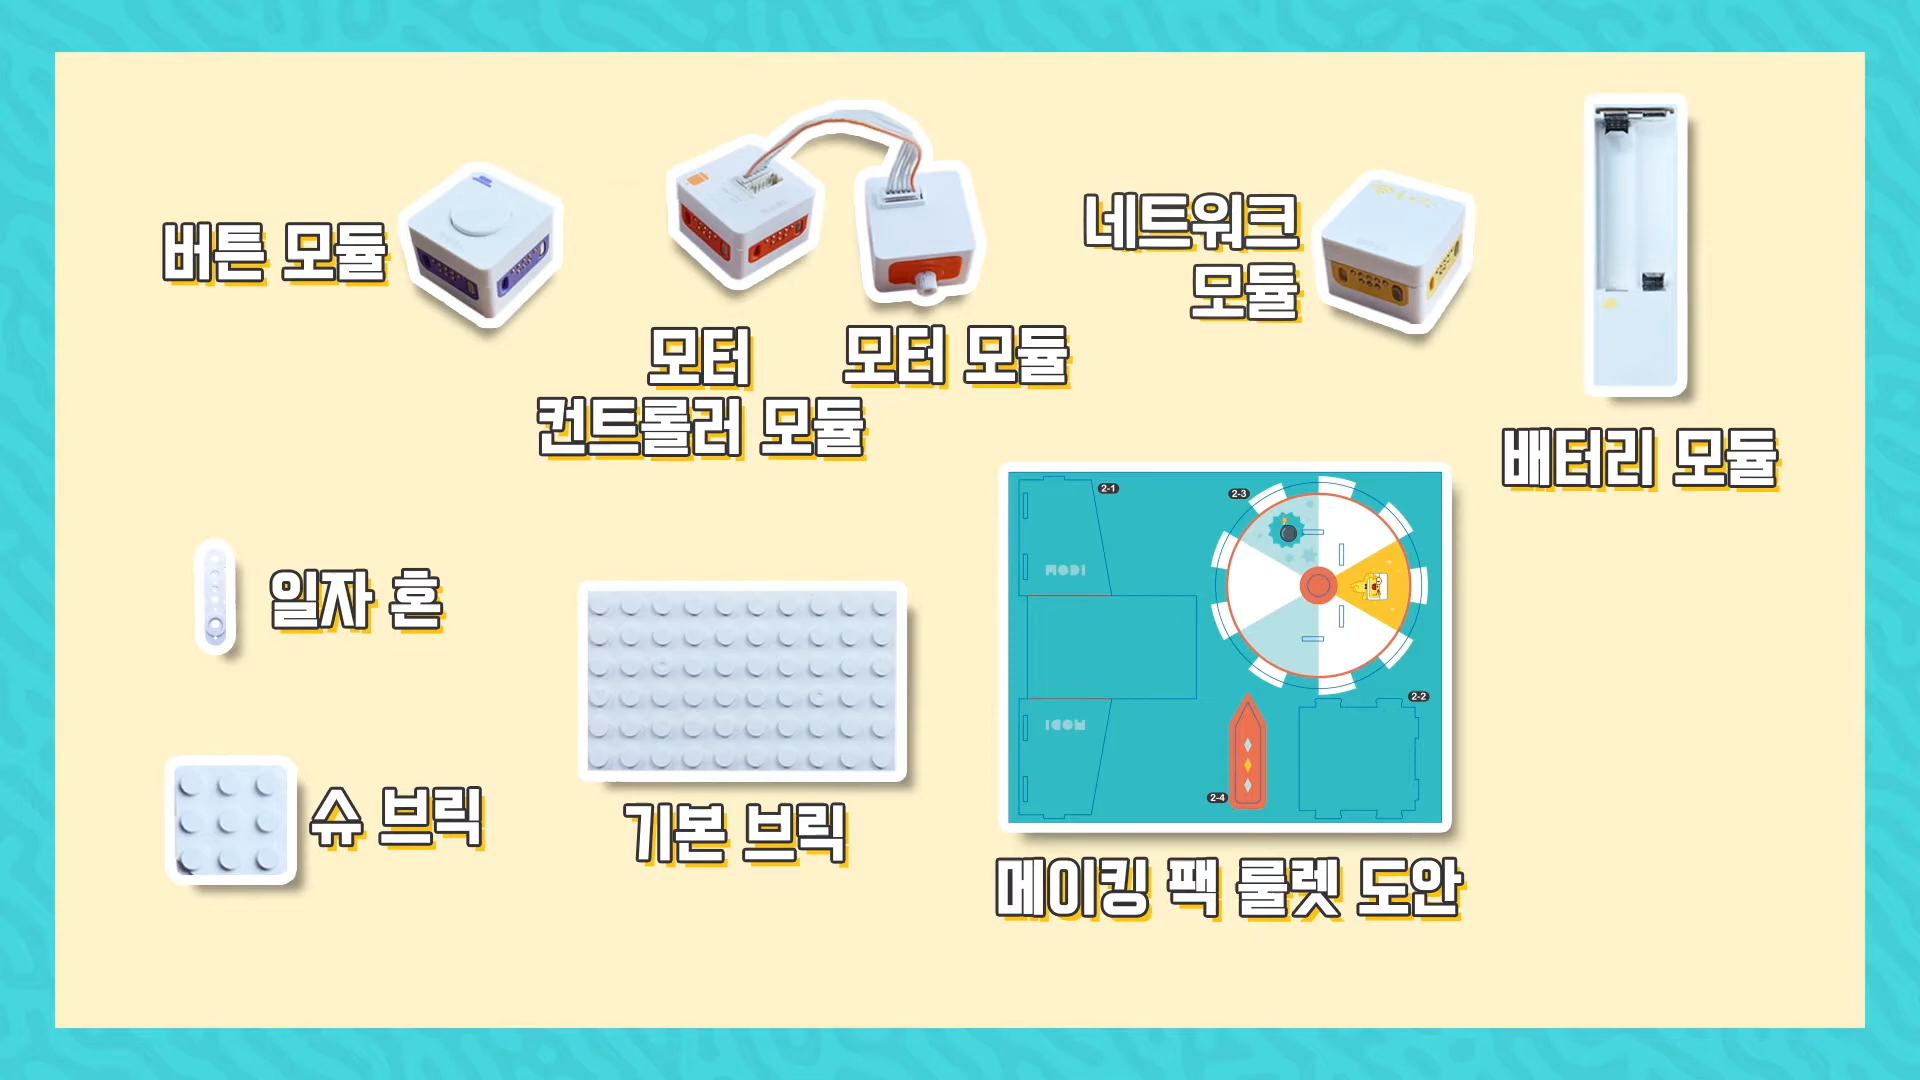 버튼 모듈
모터
컨트롤러 모듈
모터 모듈
네트워크
모듈
배터리 모듈
일자 혼
슈 브릭
기본 브릭
2-1
2-3
MODI
2-2
2-4
메이킹 팩 룰렛 도안